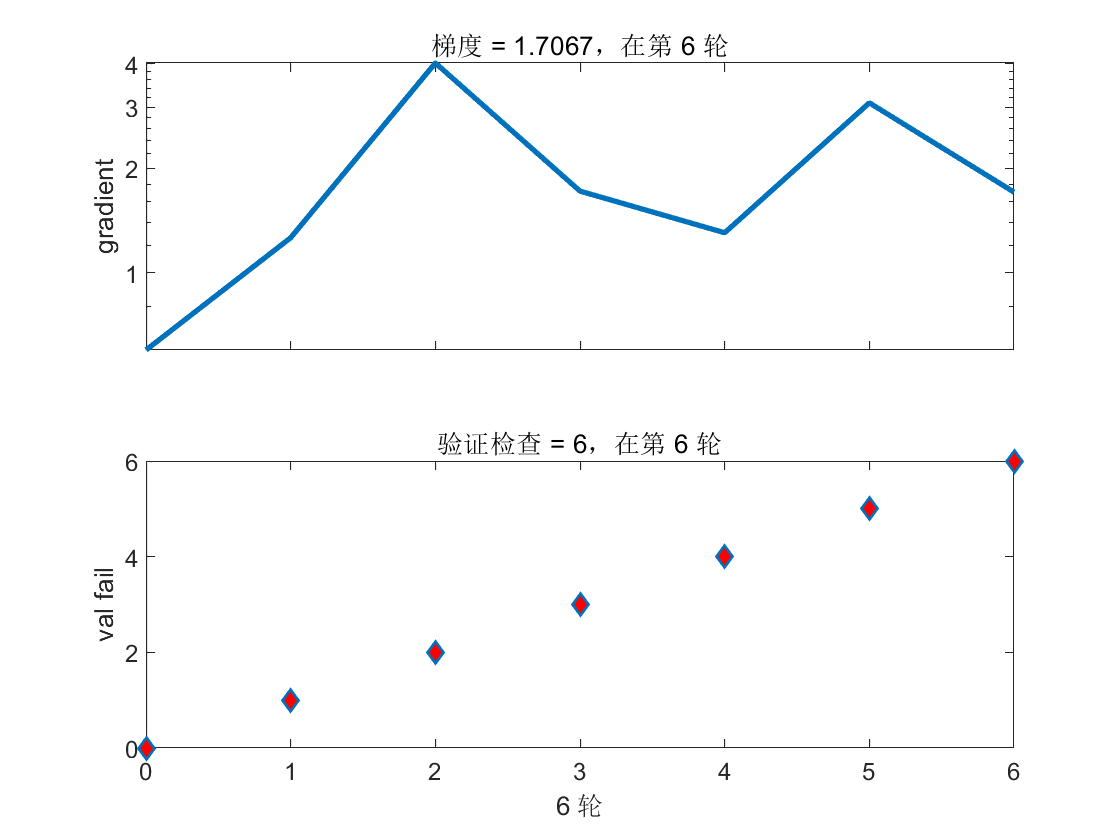 梯度 = 1.7067，在第 6 轮
4
3
2
1
gradient
验证检查 = 6，在第 6 轮
6
4
2
0
val fail
0 1 2 3 4 5 6
6 轮